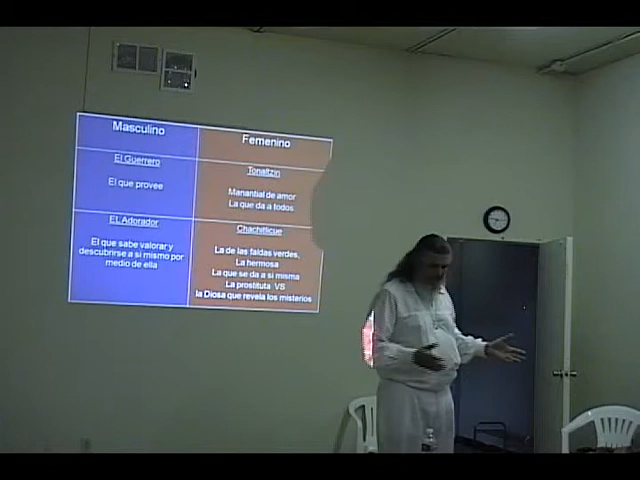 Masculino
Femenino
El Guerrero
El que provee
Tonaltzin
Manantial de amor
La que da a todos
EL Adorador
El que sabe valorar y
descubrirse a si mismo por
medio de ella
Chachitlicue
La de las faldas verdes,
La hermosa
La que se da a si misma
La prostituta VS
la Diosa que revela los misterios